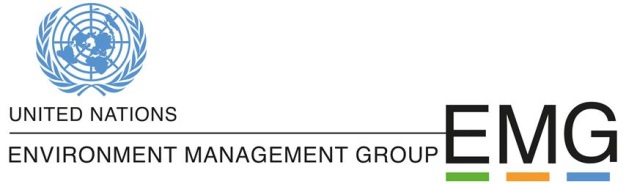 UNITED NATIONS
ENVIRONMENT MANAGEMENT GROUP
EMG